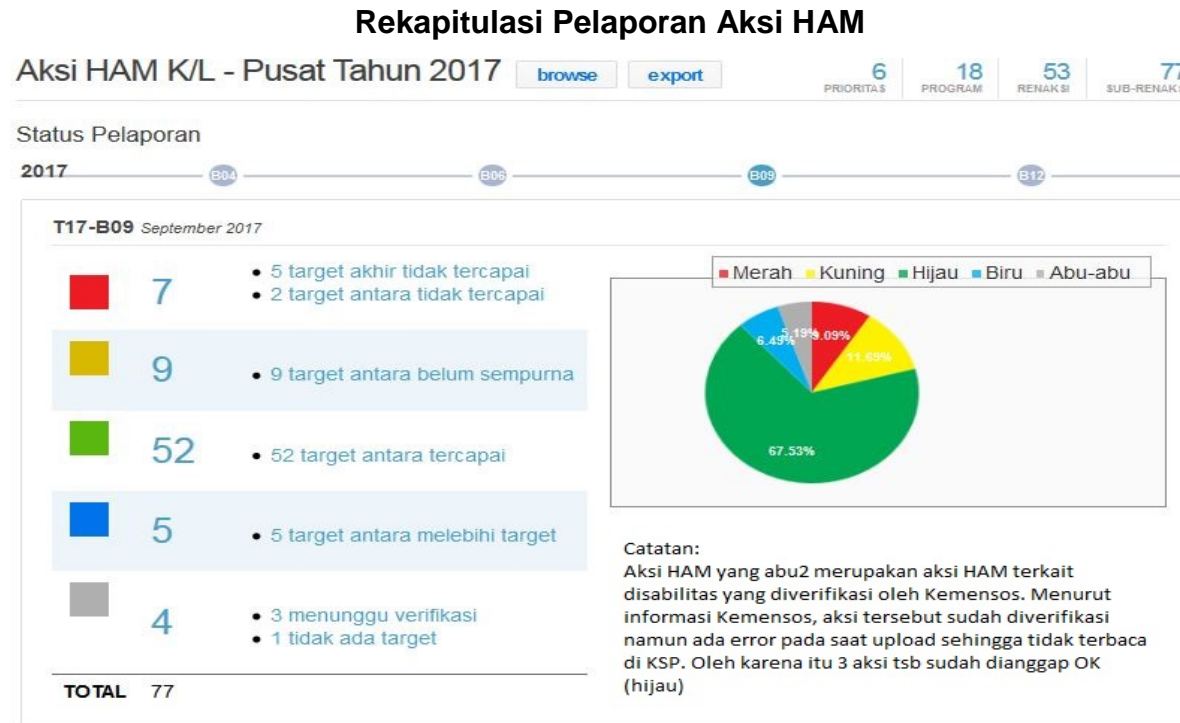 Rekapitulasi Pelaporan Aksi HAM
Aksi HAM K/L - Pusat Tahun 2017 browse export 6 18 53 77
PRIORITAS PROGRAM RENAKSI
Status Pelaporan
2017 B04 B06 B09 B12
T17-B09 September 2017
7
• 5 target akhir tidak tercapai
• 2 target antara tidak tercapai
9
• 9 target antara belum sempurna
52
• 52 target antara tercapai
5
• 5 target antara melebihi target
4
• 3 menunggu verifikasi
• 1 tidak ada target
TOTAL 77
Merah Kuning Hijau Biru Abu-abu
6.49% 5.19% 9.09%
11.69%
67.53%
Catatan:
Aksi HAM yang abu2 merupakan aksi HAM terkait
disabilitas yang diverifikasi oleh Kemensos. Menurut
informasi Kemensos, aksi tersebut sudah diverifikasi
namun ada error pada saat upload sehingga tidak terbaca
di KSP. Oleh karena itu 3 aksi tsb sudah dianggap OK
(hijau)